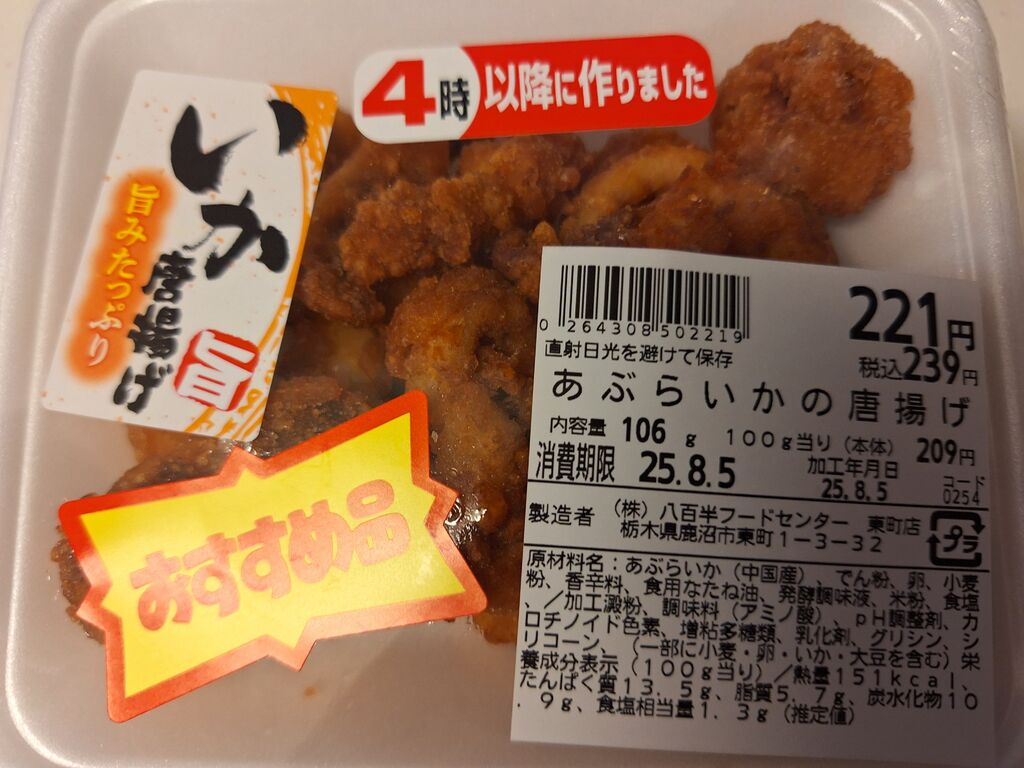 4時以降に作りました
いか
唐揚げ
旨みたっぷり
旨
おすすめ品
0 264308 502219
221円
税込239円
直射日光を避けて保存
あぶらいかの唐揚げ
内容量 106 g 100g当り(本体) 209円
消費期限 25.8.5
加工年月日
25.8.5
コード
0254
製造者 (株)八百半フードセンター 東町店
栃木県鹿沼市東町1-3-32
プラ
原材料名:あぶらいか(中国産)、でん粉、卵、小麦
粉、香辛料、食用なたね油、発酵調味液、米粉、食塩
、/加工澱粉、調味料(アミノ酸)、pH調整剤、カ
ロチノイド色素、増粘多糖類、乳化剤、グリシン、シ
リコーン、(一部に小麦・卵・いか・大豆を含む)栄
養成分表示(100g当り)/熱量151kcal、
たんぱく質13.5g、脂質5.7g、炭水化物10
.9g、食塩相当量1.3g(推定値)